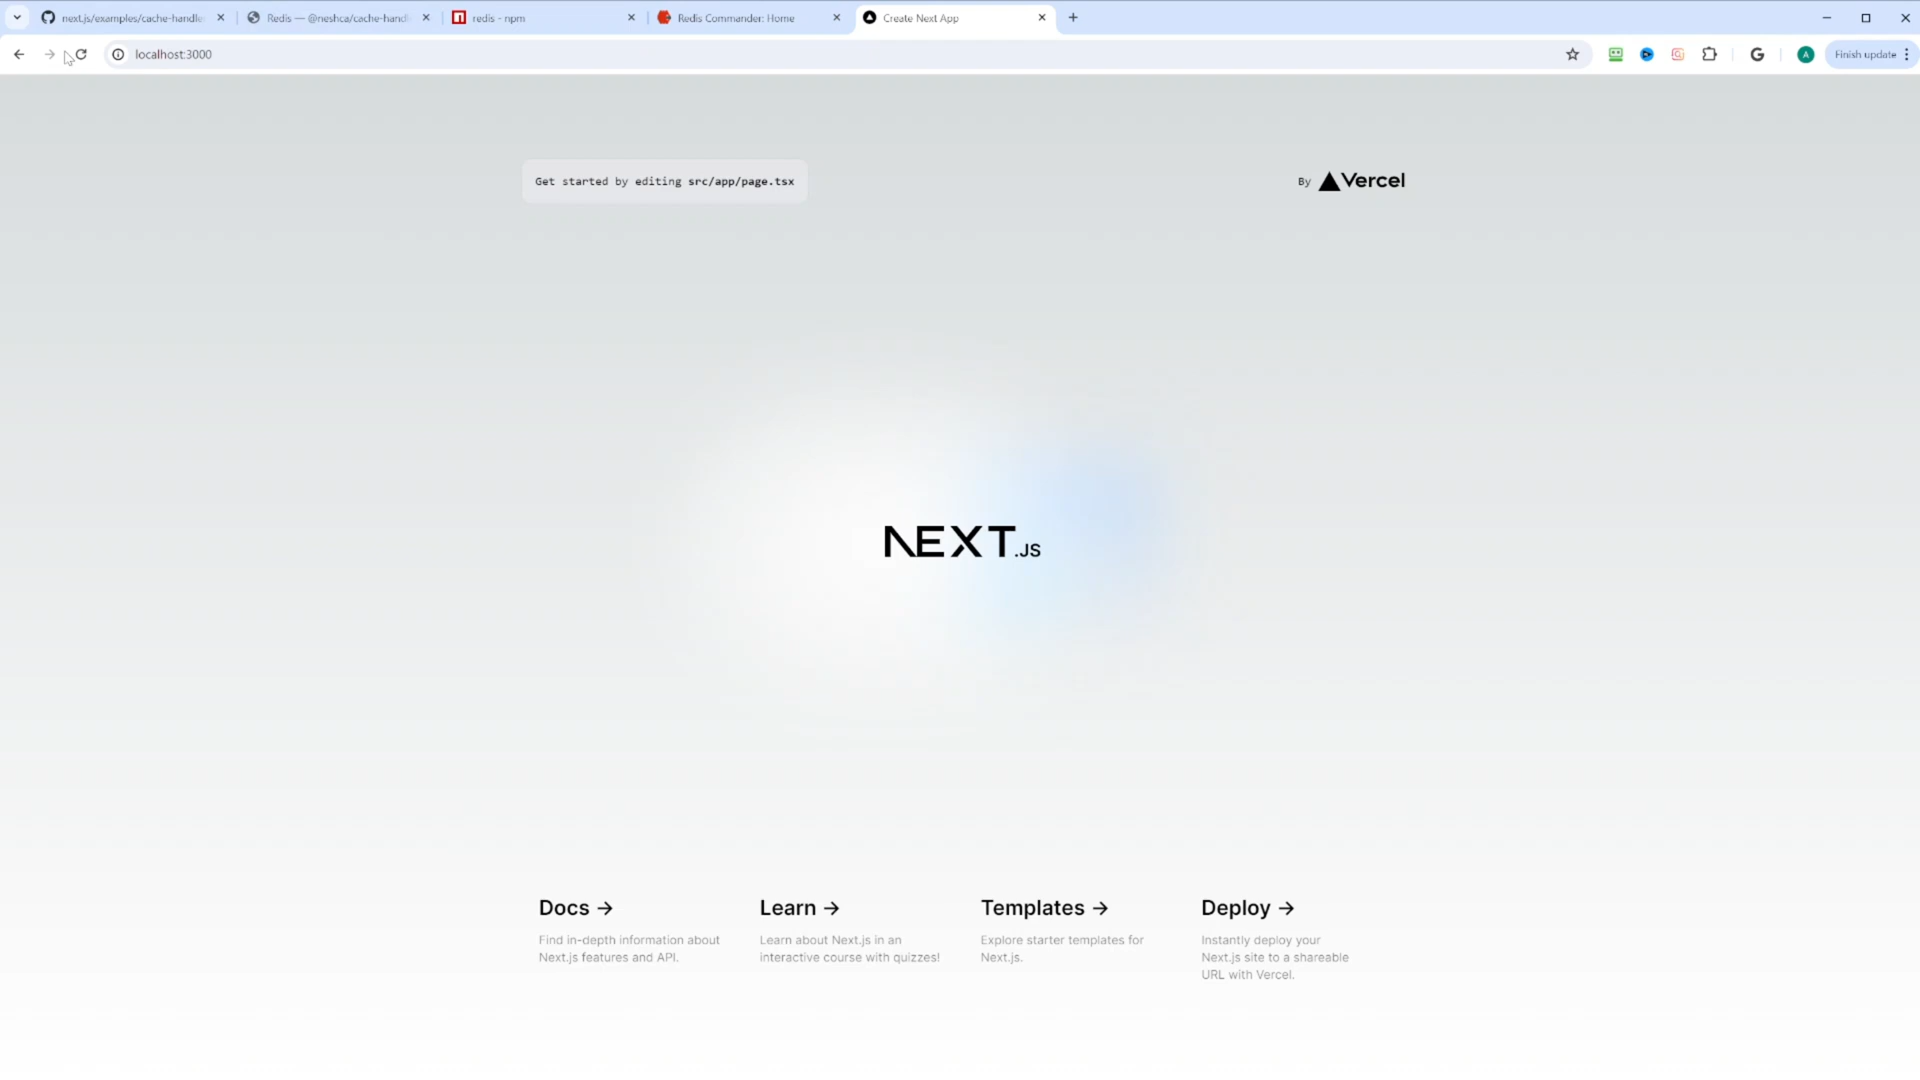 next.js/examples/cache-handle
Redis — @neshca/cache-handl
redis - npm
Redis Commander: Home
Create Next App
localhost:3000
G
A
Finish update
Get started by editing src/app/page.tsx
By Vercel
NEXT.JS
Docs →
Find in-depth information about
Next.js features and API.
Learn →
Learn about Next.js in an
interactive course with quizzes!
Templates →
Explore starter templates for
Next.js.
Deploy →
Instantly deploy your
Next.js site to a shareable
URL with Vercel.